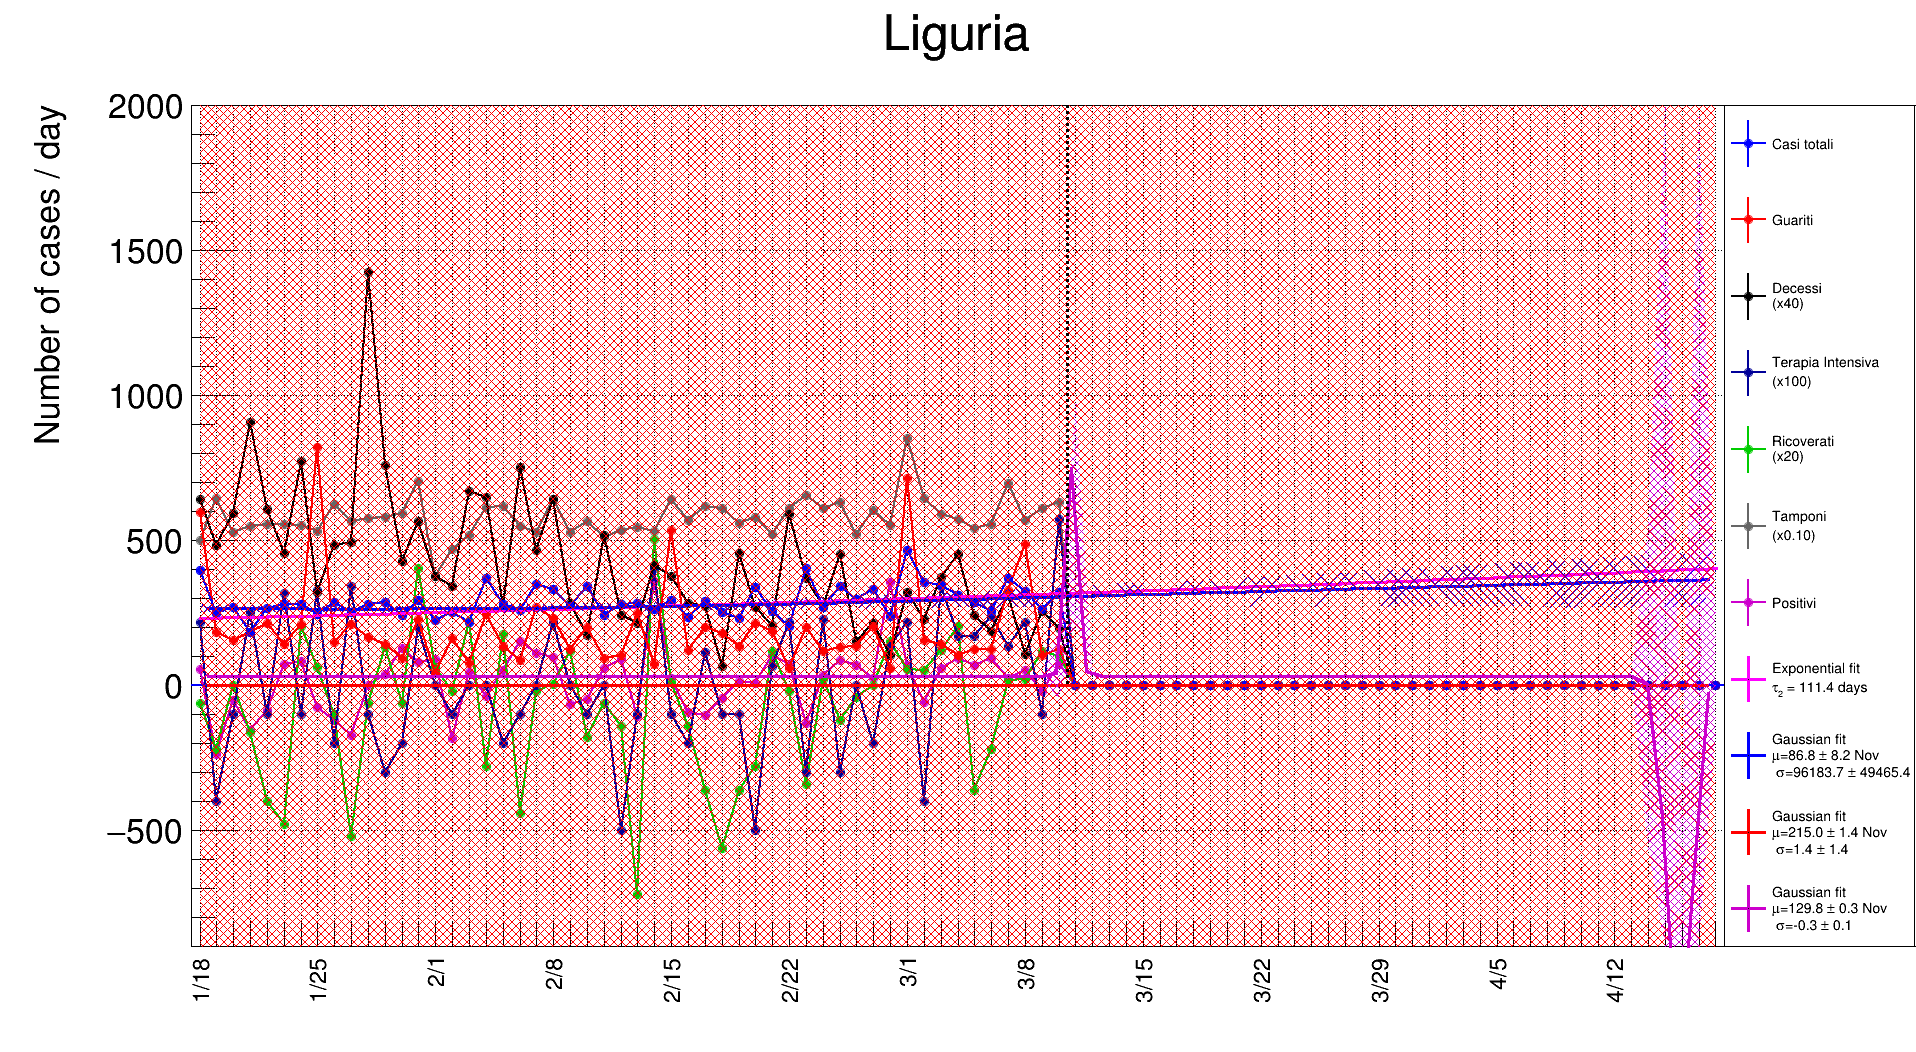 Liguria
Number of cases / day
2000
1500
1000
500
0
−500
1/18
1/25
2/1
2/8
2/15
2/22
3/1
3/8
3/15
3/22
3/29
4/5
4/12
Casi totali
Guariti
Decessi
(x40)
Terapia Intensiva
(x100)
Ricoverati
(x20)
Tamponi
(x0.10)
Positivi
Exponential fit
τ2 = 111.4 days
Gaussian fit
μ=86.8 ± 8.2 Nov
σ=96183.7 ± 49465.4
Gaussian fit
μ=215.0 ± 1.4 Nov
σ=1.4 ± 1.4
Gaussian fit
μ=129.8 ± 0.3 Nov
σ=-0.3 ± 0.1